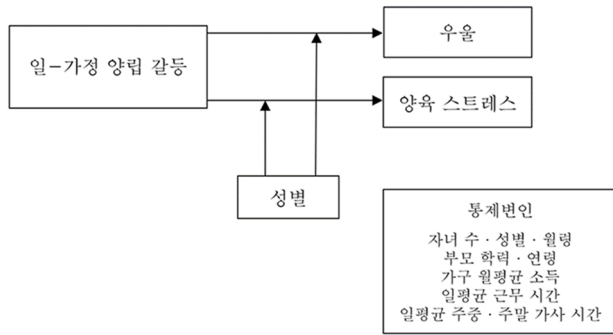 우울
일-가정 양립 갈등
양육 스트레스
성별
통제변인
자녀 수 · 성별 · 월령
부모 학력 · 연령
가구 월평균 소득
일평균 근무 시간
일평균 주중 · 주말 가사 시간